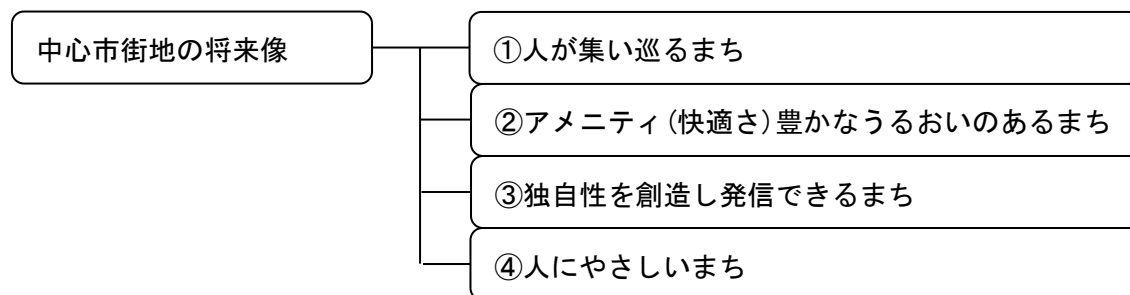 中心市街地の将来像
①人が集い巡るまち
②アメニティ(快適さ)豊かなうるおいのあるまち
③独自性を創造し発信できるまち
④人にやさしいまち